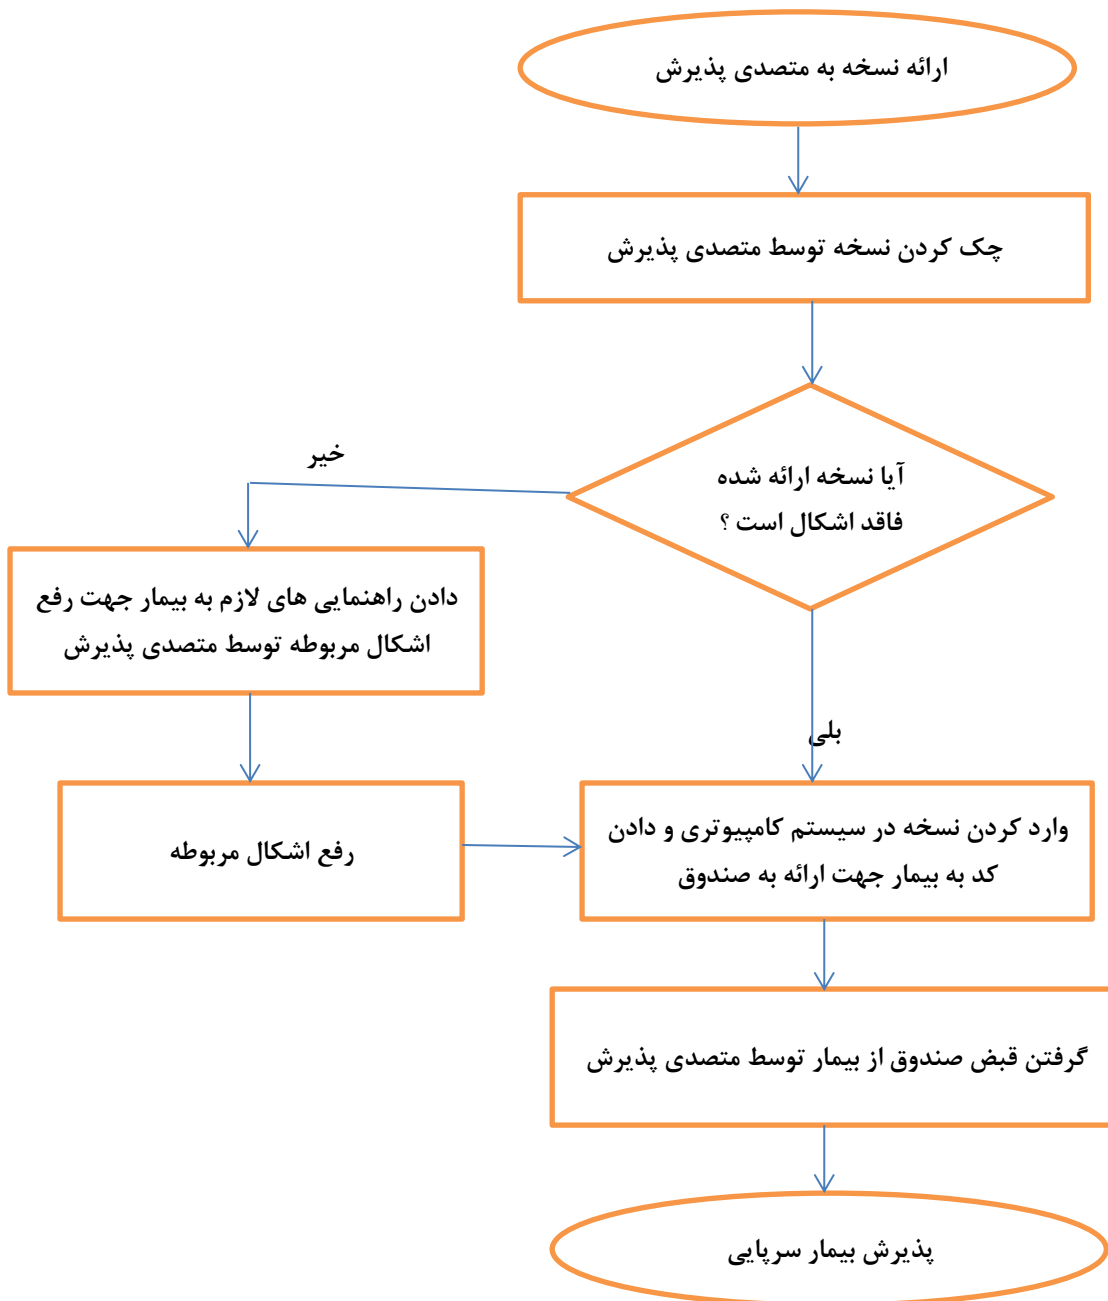 ارائه نسخه به متصدی پذیرش
چک کردن نسخه توسط متصدی پذیرش
آیا نسخه ارائه شده
فاقد اشکال است ؟
خیر
دادن راهنمایی های لازم به بیمار جهت رفع
اشکال مربوطه توسط متصدی پذیرش
رفع اشکال مربوطه
بلی
وارد کردن نسخه در سیستم کامپیوتری و دادن
کد به بیمار جهت ارائه به صندوق
گرفتن قبض صندوق از بیمار توسط متصدی پذیرش
پذیرش بیمار سرپایی